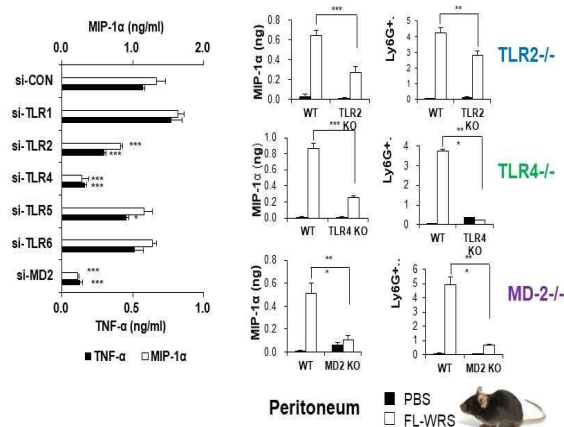 MIP-1α (ng/ml)
0.0 1.0 2.0
si-CON
si-TLR1
si-TLR2
***
***
si-TLR4
***
***
si-TLR5
*
si-TLR6
si-MD2
***
***
0.0 0.5 1.0
TNF-α (ng/ml)
TNF-α MIP-1α
MIP-1α (ng)
0.8
0.6
0.4
0.2
0
***
WT TLR2
KO
Ly6G+.
5
4
3
2
1
0
**
WT TLR2
KO
TLR2-/-
MIP-1α (ng)
1
0.8
0.6
0.4
0.2
0
***
WT TLR4 KO
Ly6G+.
5
4
3
2
1
0
**
*
WT TLR4
KO
TLR4-/-
MIP-1α (ng)
0.8
0.6
0.4
0.2
0
**
*
WT MD2 KO
Ly6G+..
6
4
2
0
**
*
WT MD2 KO
MD-2-/-
Peritoneum
PBS
FL-WRS